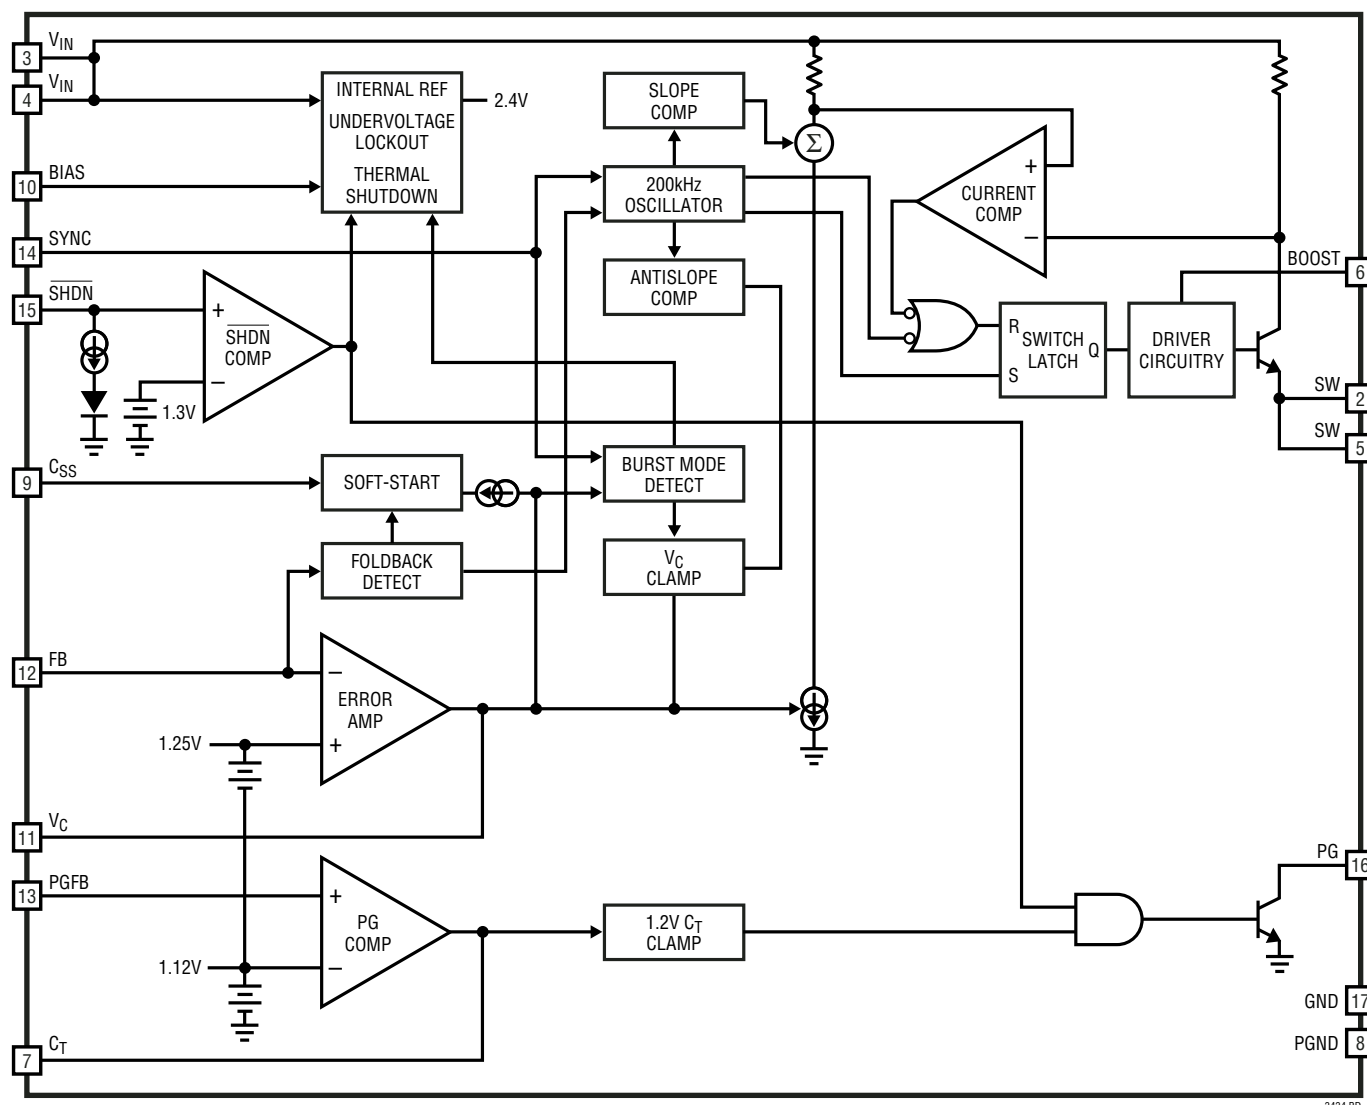 3
V_IN
4
V_IN
10
BIAS
14
SYNC
15
SHDN
9
CSS
12
FB
11
VC
13
PGFB
7
CT
INTERNAL REF
UNDERVOLTAGE
LOCKOUT
THERMAL
SHUTDOWN
2.4V
SLOPE
COMP
Σ
200kHz
OSCILLATOR
ANTISLOPE
COMP
+
CURRENT
COMP
–
BOOST
6
R
SWITCH
LATCH
Q
S
DRIVER
CIRCUITRY
SW
2
SW
5
+
SHDN
COMP
–
1.3V
SOFT-START
BURST MODE
DETECT
FOLDBACK
DETECT
VC
CLAMP
–
ERROR
AMP
+
1.25V
+
PG
COMP
–
1.12V
1.2V CT
CLAMP
PG
16
GND
17
PGND
8